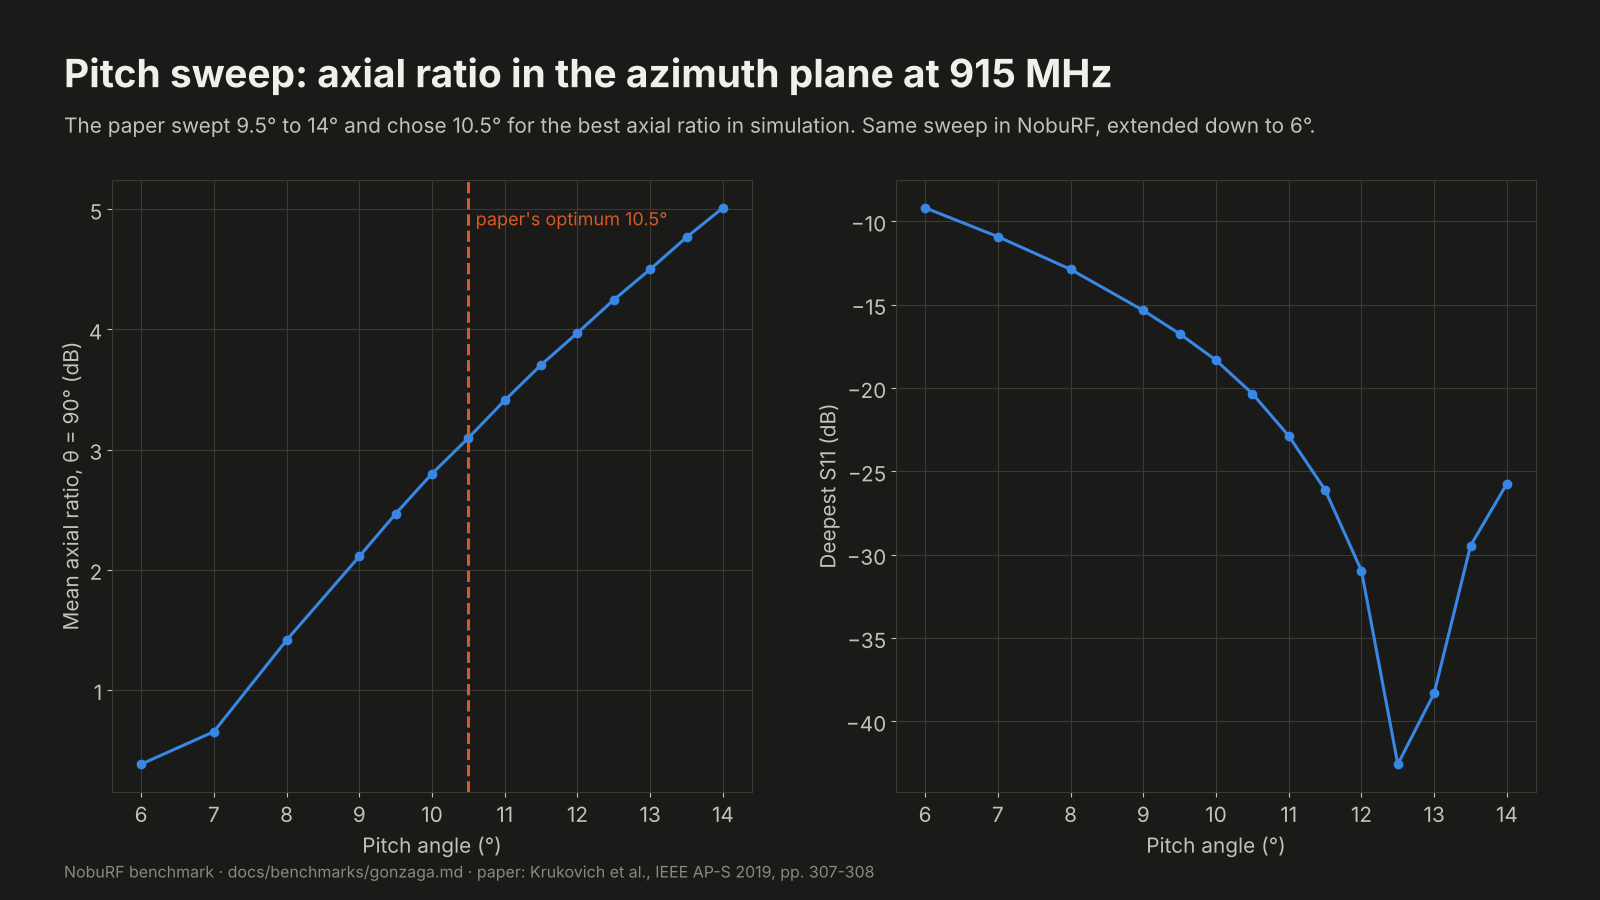 Pitch sweep: axial ratio in the azimuth plane at 915 MHz
The paper swept 9.5° to 14° and chose 10.5° for the best axial ratio in simulation. Same sweep in NobuRF, extended down to 6°.
Mean axial ratio, θ = 90° (dB)
5
4
3
2
1
paper's optimum 10.5°
6 7 8 9 10 11 12 13 14
Pitch angle (°)
Deepest S11 (dB)
−10
−15
−20
−25
−30
−35
−40
6 7 8 9 10 11 12 13 14
Pitch angle (°)
NobuRF benchmark · docs/benchmarks/gonzaga.md · paper: Krukovich et al., IEEE AP-S 2019, pp. 307-308